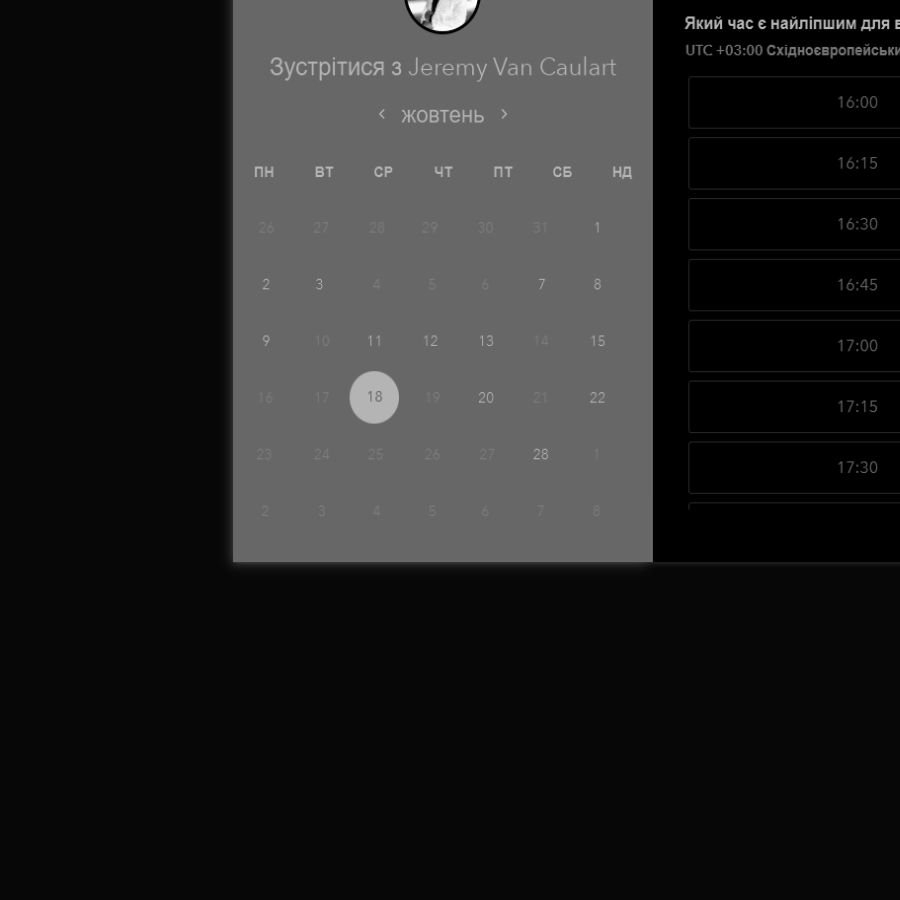 Зустрітися з Jeremy Van Caulart
‹ жовтень ›
ПН ВТ СР ЧТ ПТ СБ НД
26 27 28 29 30 31 1
2 3 4 5 6 7 8
9 10 11 12 13 14 15
16 17 18 19 20 21 22
23 24 25 26 27 28 1
2 3 4 5 6 7 8
Який час є найліпшим для
UTC +03:00
16:00
16:15
16:30
16:45
17:00
17:15
17:30